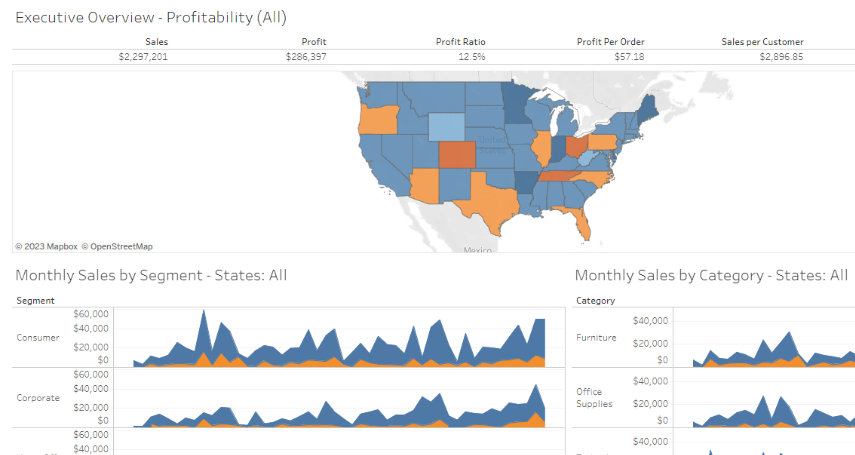 Executive Overview - Profitability (All)
Sales Profit Profit Ratio Profit Per Order Sales per Customer
$2,297,201 $286,397 12.5% $57.18 $2,896.85
United
States
Mexico
© 2023 Mapbox © OpenStreetMap
Monthly Sales by Segment - States: All
Segment
Consumer
$60,000
$40,000
$20,000
$0
Corporate
$60,000
$40,000
$20,000
$0
$60,000
$40,000
Monthly Sales by Category - States: All
Category
Furniture
$40,000
$20,000
$0
Office
Supplies
$40,000
$20,000
$0
$40,000